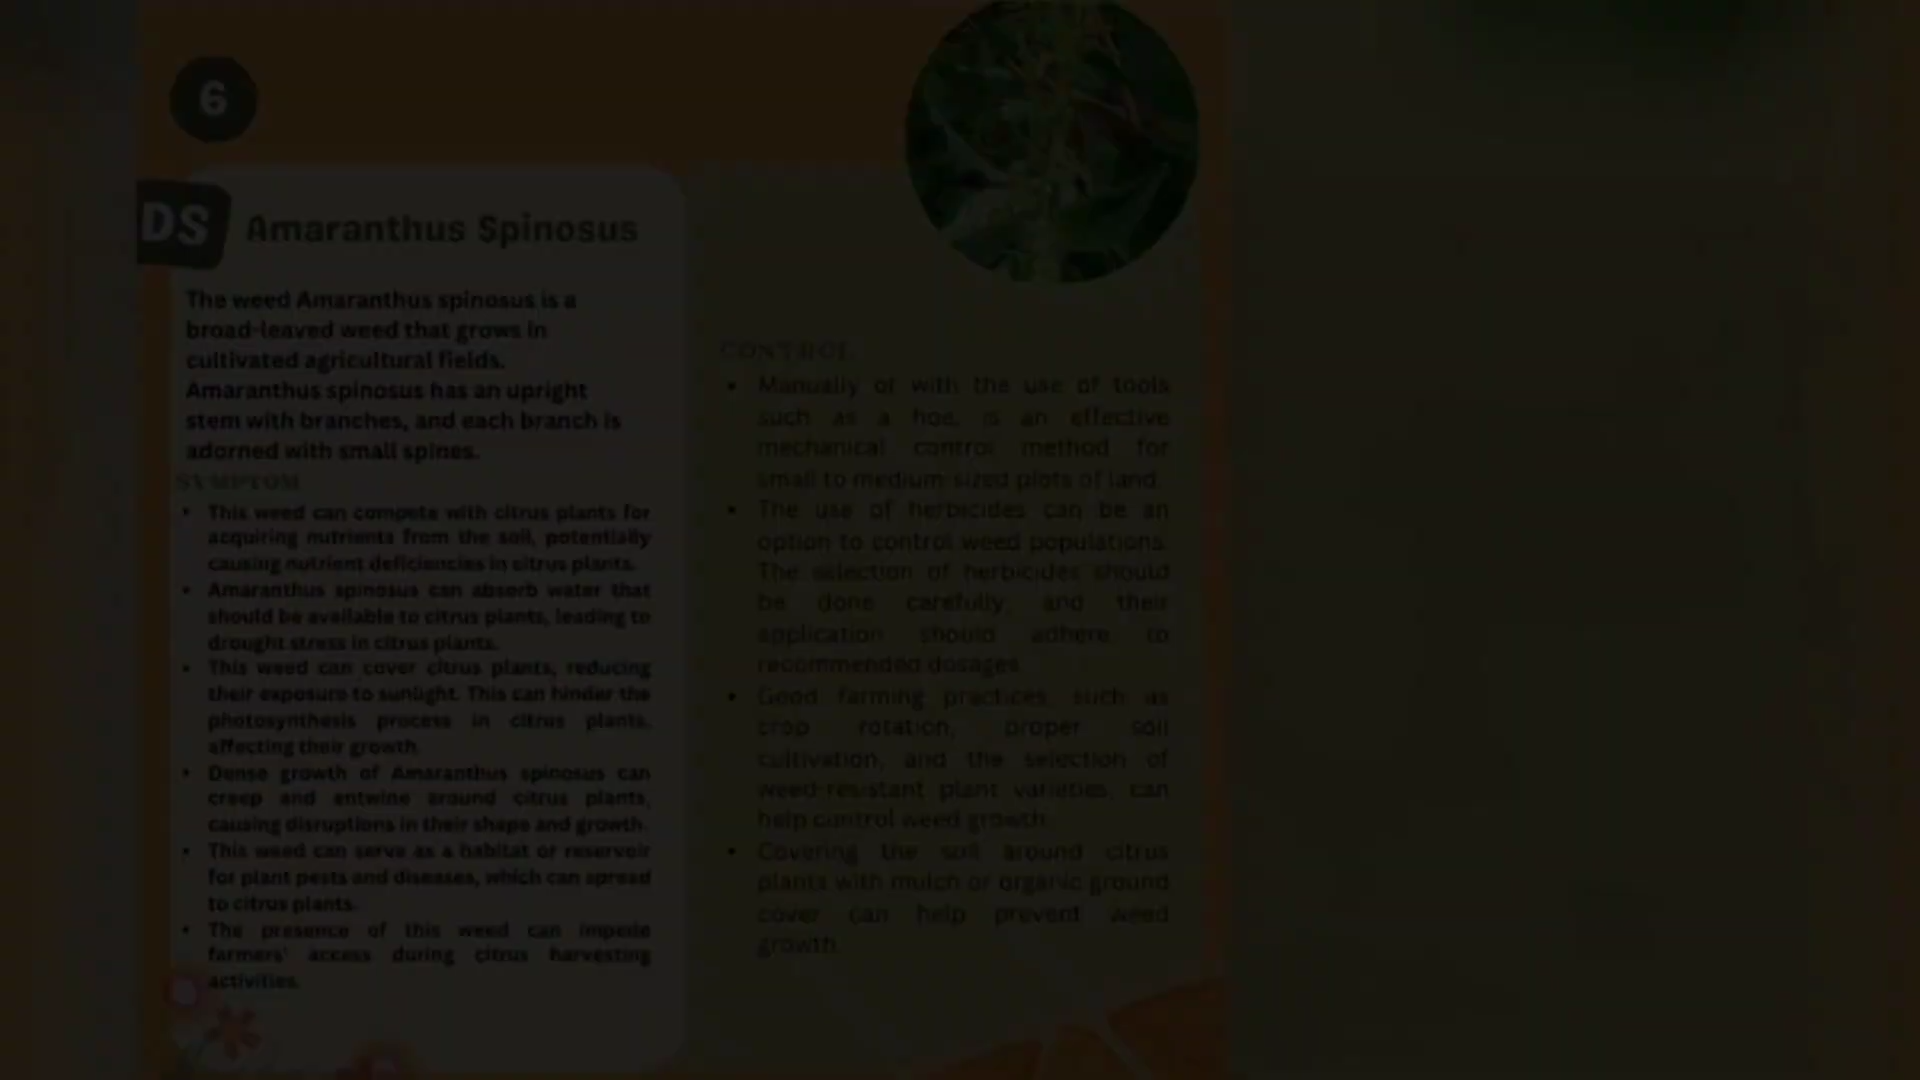 6
DS
Amaranthus Spinosus
The weed Amaranthus spinosus is a
broad-leaved weed that grows in
cultivated agricultural fields.
Amaranthus spinosus has an upright
stem with branches, and each branch is
adorned with small spines.
SYMPTOM
• This weed can compete with citrus plants for
acquiring nutrients from the soil, potentially
causing nutrient deficiencies in citrus plants.
• Amaranthus spinosus can absorb water that
should be available to citrus plants, leading to
drought stress in citrus plants.
• This weed can cover citrus plants, reducing
their exposure to sunlight. This can hinder the
photosynthesis process in citrus plants,
affecting their growth.
• Dense growth of Amaranthus spinosus can
creep and entwine around citrus plants,
causing disruptions in their shape and growth.
• This weed can serve as a habitat or reservoir
for plant pests and diseases, which can spread
to citrus plants.
• The presence of this weed can impede
farmers' access during citrus harvesting
activities.
CONTROL
• Manually or with the use of tools
such as a hoe, is an effective
mechanical control method for
small to medium-sized plots of land.
• The use of herbicides can be an
option to control weed populations.
The selection of herbicides should
be done carefully, and their
application should adhere to
recommended dosages.
• Good farming practices, such as
crop rotation, proper soil
cultivation, and the selection of
weed-resistant plant varieties, can
help control weed growth.
• Covering the soil around citrus
plants with mulch or organic ground
cover can help prevent weed
growth.